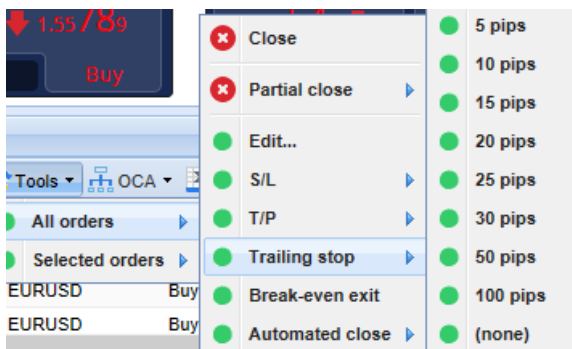 1.55789
Buy
Tools
OCA
All orders
Selected orders
EURUSD Buy
EURUSD Buy
Close
Partial close
Edit...
S/L
T/P
Trailing stop
Break-even exit
Automated close
5 pips
10 pips
15 pips
20 pips
25 pips
30 pips
50 pips
100 pips
(none)